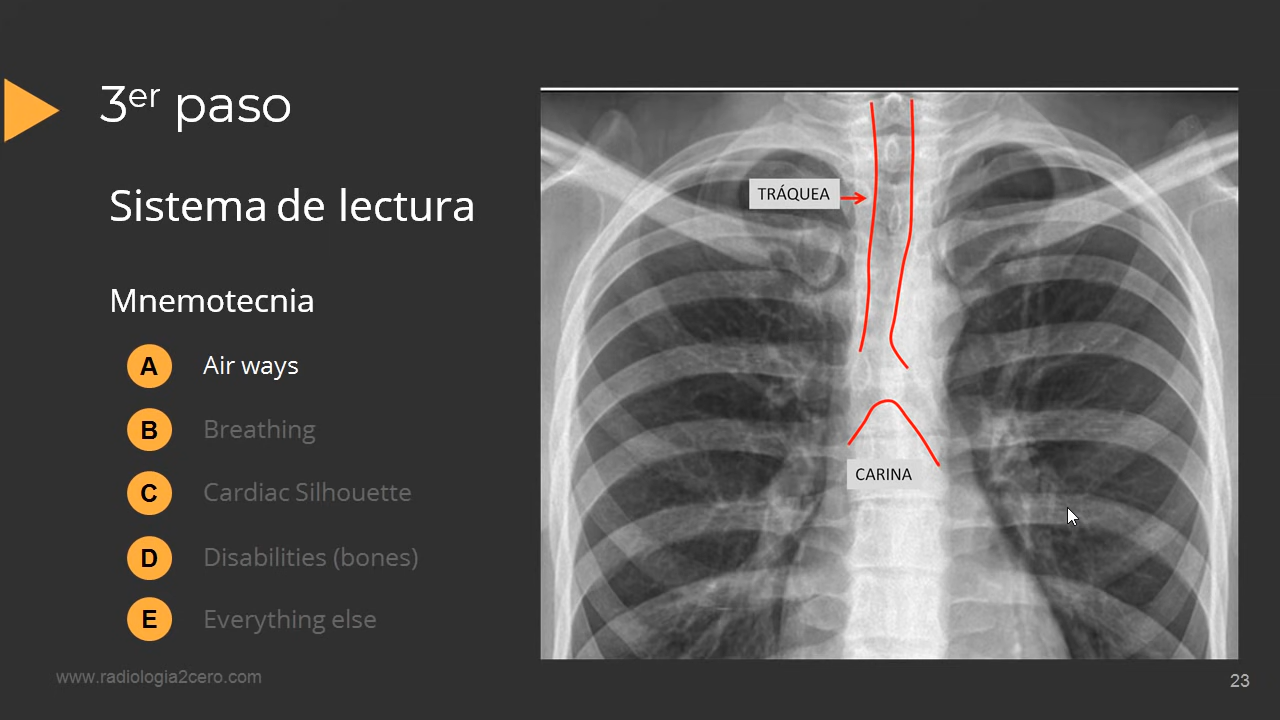 3er paso
Sistema de lectura
Mnemotecnia
A Air ways
B Breathing
C Cardiac Silhouette
D Disabilities (bones)
E Everything else
TRÁQUEA
CARINA
www.radiologia2cero.com
23